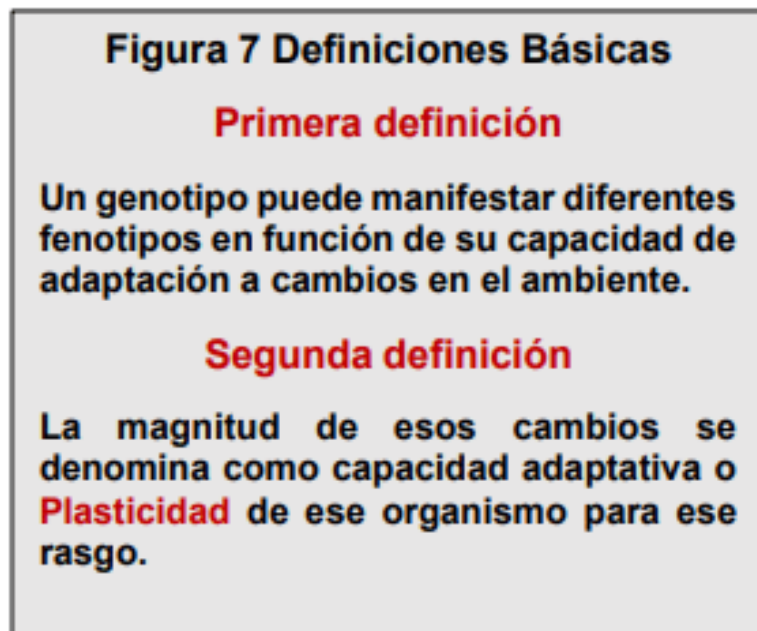 Figura 7 Definiciones Básicas
Primera definición
Un genotipo puede manifestar diferentes
fenotipos en función de su capacidad de
adaptación a cambios en el ambiente.
Segunda definición
La magnitud de esos cambios se
denomina como capacidad adaptativa o
Plasticidad de ese organismo para ese
rasgo.